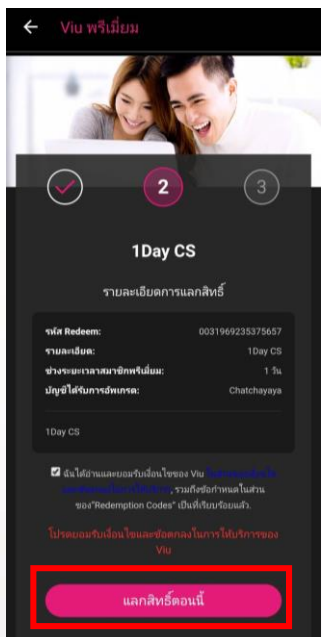 Viu พรีเมี่ยม
2
3
1Day CS
รายละเอียดการแลกสิทธิ์
รหัส Redeem: 0031969235375657
รายละเอียด: 1Day CS
ช่วงระยะเวลาสมาชิกพรีเมี่ยม: 1 วัน
บัญชีได้รับการอัพเกรด: Chatchayaya
1Day CS
ฉันได้อ่านและยอมรับเงื่อนไขของ Viu
, รวมถึงข้อกำหนดในส่วน
ของ"Redemption Codes" เป็นที่เรียบร้อยแล้ว.
โปรดยอมรับเงื่อนไขและข้อตกลงในการให้บริการของ
Viu
แลกสิทธิ์ตอนนี้